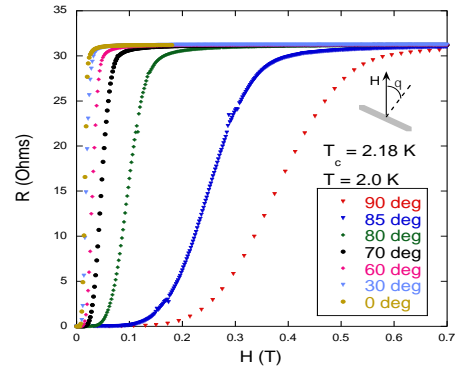 35
30
25
20
15
10
5
0
R (Ohms)
H
q
T_c = 2.18 K
T = 2.0 K
90 deg
85 deg
80 deg
70 deg
60 deg
30 deg
0 deg
0 0.1 0.2 0.3 0.4 0.5 0.6 0.7
H (T)